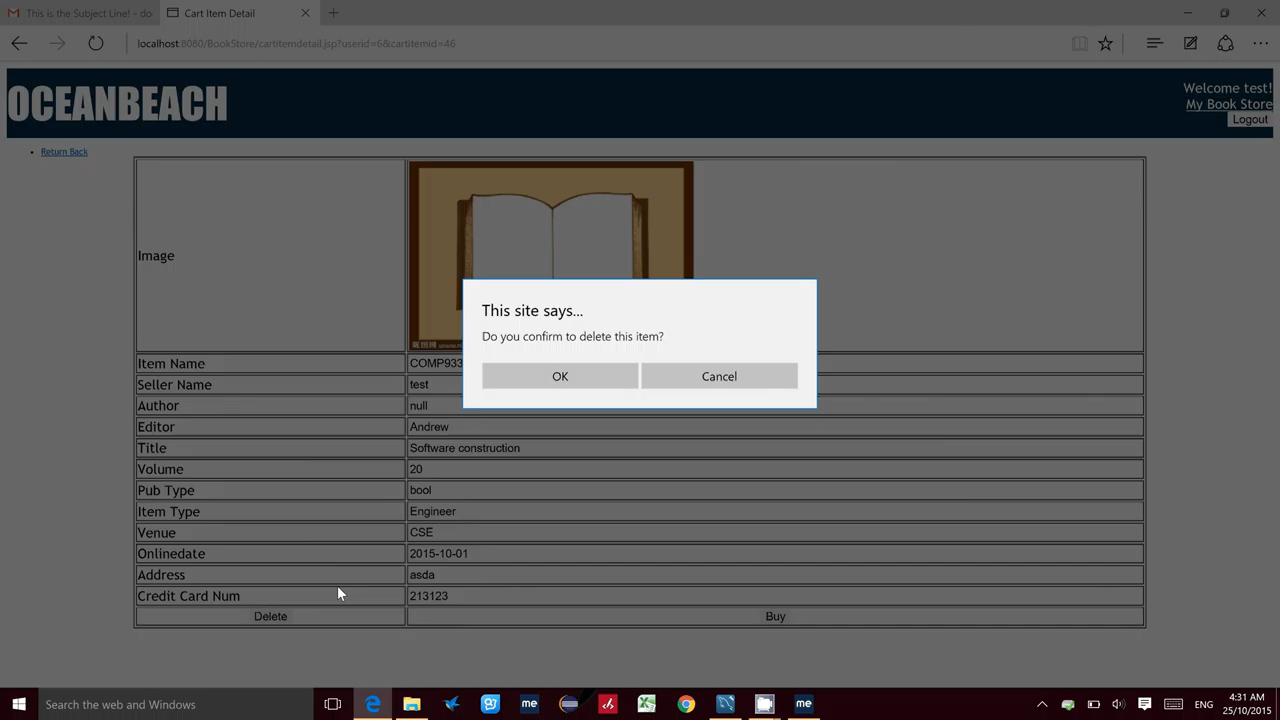 This is the Subject Line! - do
Cart Item Detail
localhost:8080/BookStore/cartitemdetail.jsp?userid=6&cartitemid=46
OCEANBEACH
Welcome test!
My Book Store
Logout
Return Back
Image
This site says...
Do you confirm to delete this item?
OK
Cancel
Item Name COMP933
Seller Name test
Author null
Editor Andrew
Title Software construction
Volume 20
Pub Type bool
Item Type Engineer
Venue CSE
Onlinedate 2015-10-01
Address asda
Credit Card Num 213123
Delete Buy
Search the web and Windows
me
me
ENG
4:31 AM
25/10/2015